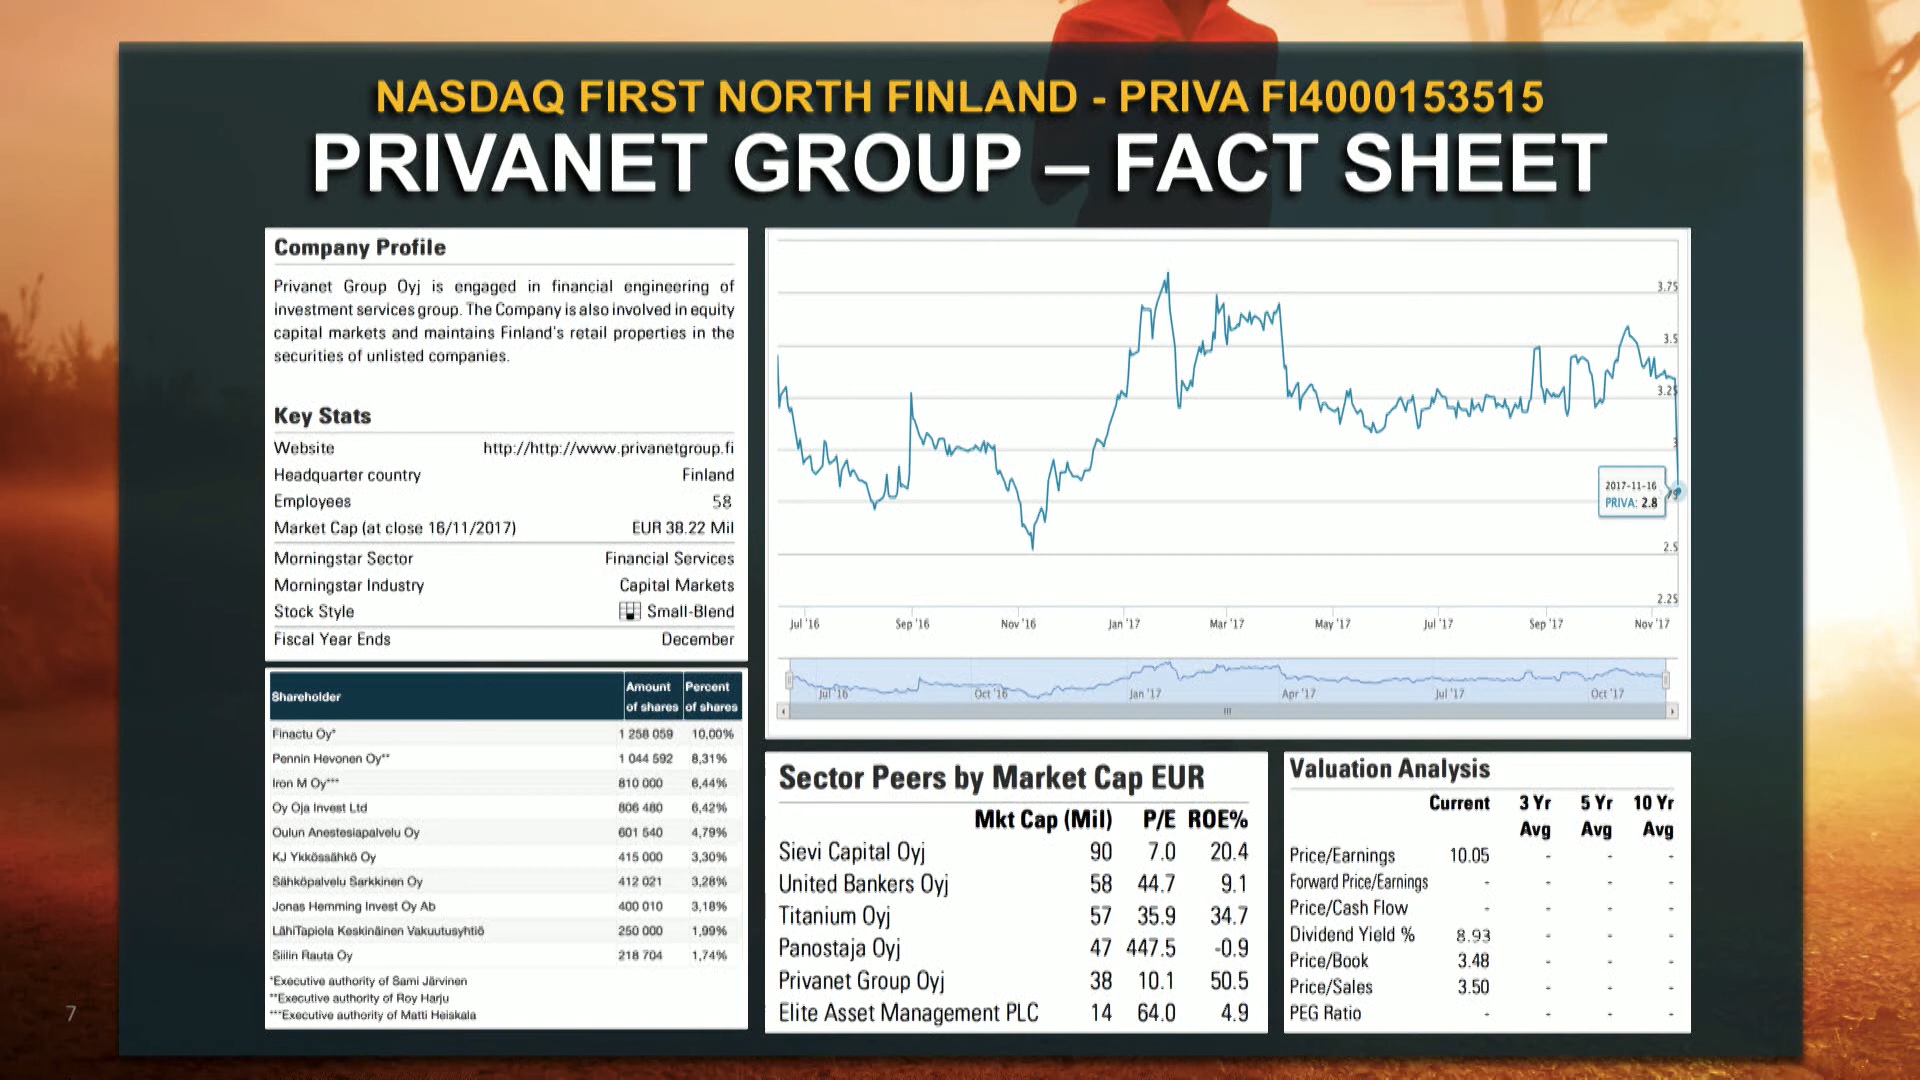 NASDAQ FIRST NORTH FINLAND - PRIVA FI4000153515
PRIVANET GROUP – FACT SHEET
Company Profile
Privanet Group Oyj is engaged in financial engineering of
investment services group. The Company is also involved in equity
capital markets and maintains Finland's retail properties in the
securities of unlisted companies.
Key Stats
Website http://http://www.privanetgroup.fi
Headquarter country Finland
Employees 58
Market Cap (at close 16/11/2017) EUR 38.22 Mil
Morningstar Sector Financial Services
Morningstar Industry Capital Markets
Stock Style Small-Blend
Fiscal Year Ends December
Shareholder Amount of shares Percent of shares
Finactu Oy* 1 258 059 10,00%
Pennin Hevonen Oy** 1 044 592 8,31%
Iron M Oy*** 810 000 6,44%
Oy Oja Invest Ltd 806 480 6,42%
Oulun Anestesiapalvelu Oy 601 540 4,79%
KJ Ykkössähkö Oy 415 000 3,30%
Sähköpalvelu Sarkkinen Oy 412 021 3,28%
Jonas Hemming Invest Oy Ab 400 010 3,18%
LähiTapiola Keskinäinen Vakuutusyhtiö 250 000 1,99%
Siilin Rauta Oy 218 704 1,74%
*Executive authority of Sami Järvinen
**Executive authority of Roy Harju
***Executive authority of Matti Heiskala
3.75
3.5
3.25
3
2017-11-16
PRIVA: 2.8
2.5
2.25
Jul '16 Sep '16 Nov '16 Jan '17 Mar '17 May '17 Jul '17 Sep '17 Nov '17
Jul '16 Oct '16 Jan '17 Apr '17 Jul '17 Oct '17
Sector Peers by Market Cap EUR
Mkt Cap (Mil) P/E ROE%
Sievi Capital Oyj 90 7.0 20.4
United Bankers Oyj 58 44.7 9.1
Titanium Oyj 57 35.9 34.7
Panostaja Oyj 47 447.5 -0.9
Privanet Group Oyj 38 10.1 50.5
Elite Asset Management PLC 14 64.0 4.9
Valuation Analysis
Current 3 Yr Avg 5 Yr Avg 10 Yr Avg
Price/Earnings 10.05 - - -
Forward Price/Earnings - - - -
Price/Cash Flow - - - -
Dividend Yield % 8.93 - - -
Price/Book 3.48 - - -
Price/Sales 3.50 - - -
PEG Ratio - - - -
7